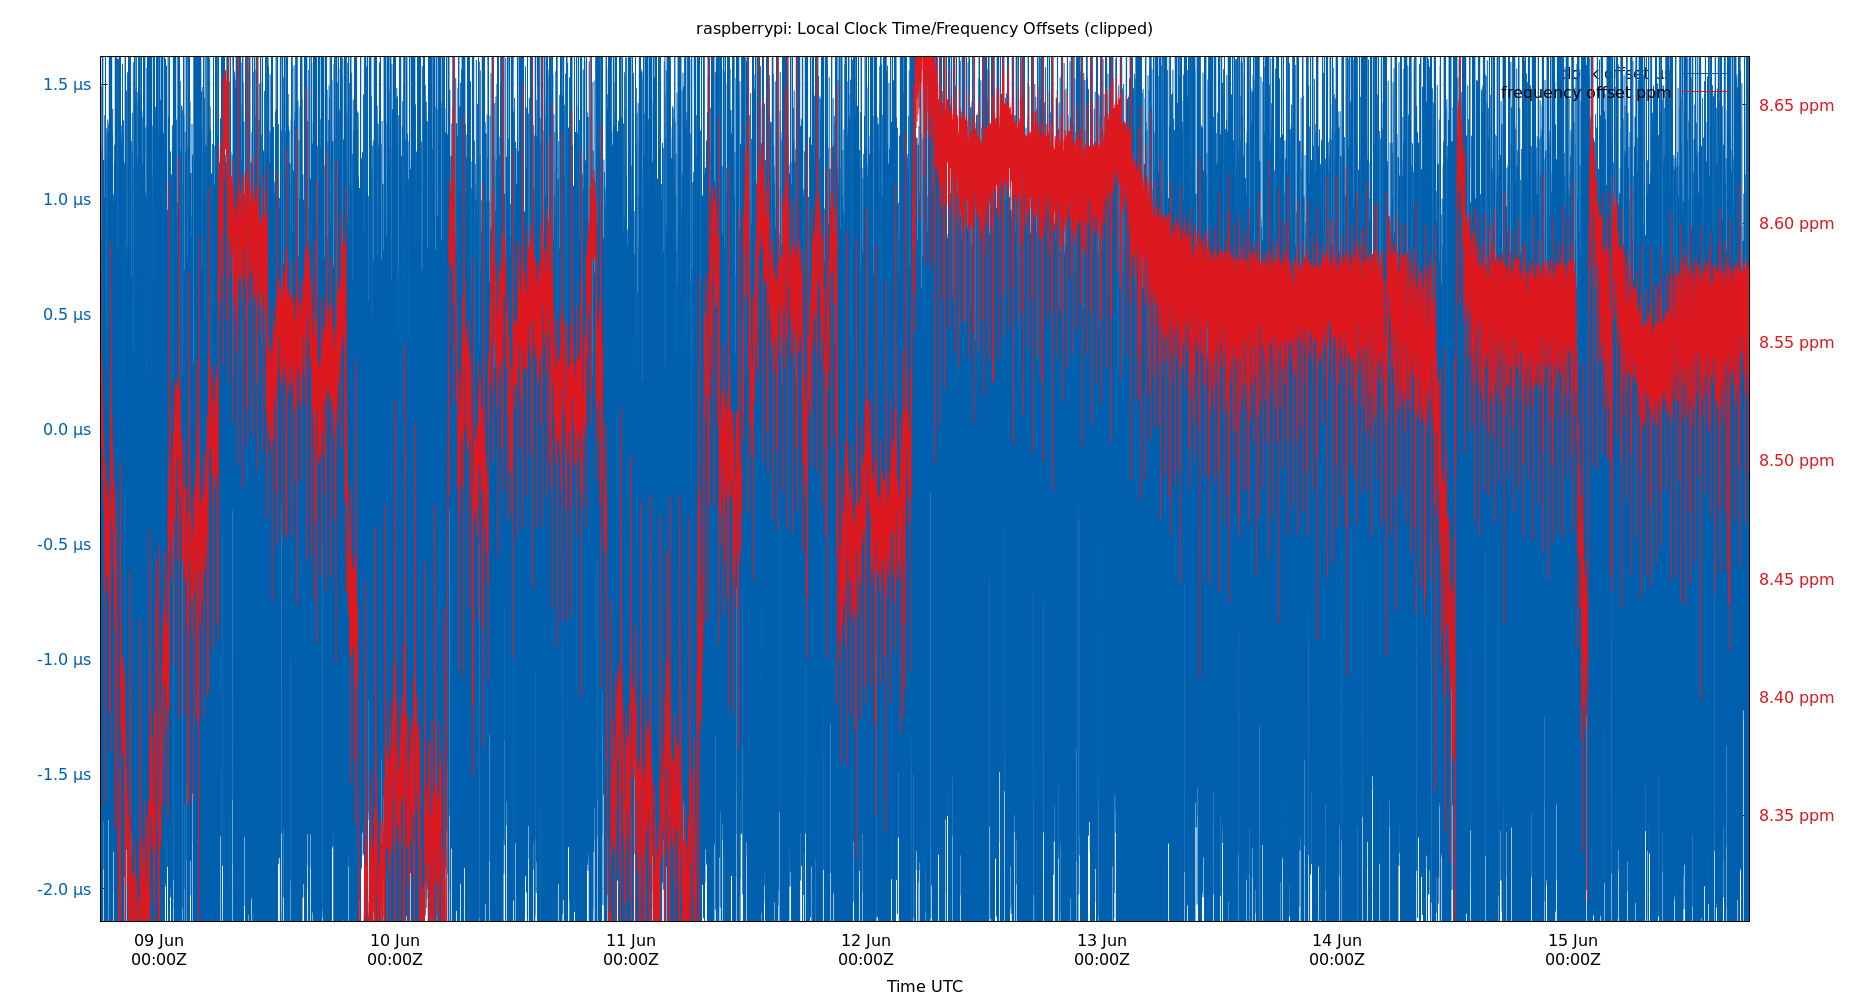 raspberrypi: Local Clock Time/Frequency Offsets (clipped)
clock offset µs
frequency offset ppm
1.5 µs
1.0 µs
0.5 µs
0.0 µs
-0.5 µs
-1.0 µs
-1.5 µs
-2.0 µs
8.65 ppm
8.60 ppm
8.55 ppm
8.50 ppm
8.45 ppm
8.40 ppm
8.35 ppm
09 Jun 10 Jun 11 Jun 12 Jun 13 Jun 14 Jun 15 Jun
00:00Z 00:00Z 00:00Z 00:00Z 00:00Z 00:00Z 00:00Z
Time UTC